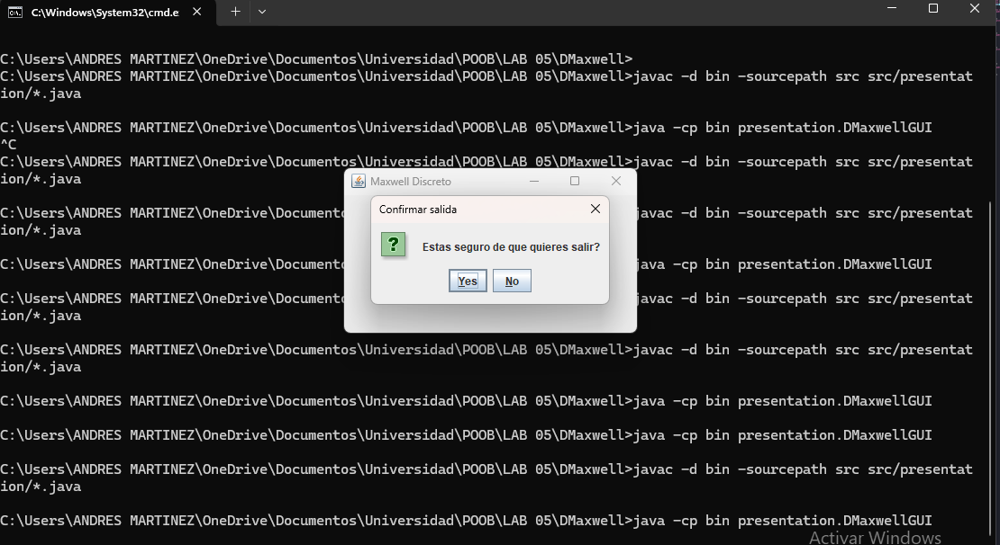 C:\Windows\System32\cmd.e
C:\Users\ANDRES MARTINEZ\OneDrive\Documentos\Universidad\POOB\LAB 05\DMaxwell>
C:\Users\ANDRES MARTINEZ\OneDrive\Documentos\Universidad\POOB\LAB 05\DMaxwell>javac -d bin -sourcepath src src/presentat
ion/*.java
C:\Users\ANDRES MARTINEZ\OneDrive\Documentos\Universidad\POOB\LAB 05\DMaxwell>java -cp bin presentation.DMaxwellGUI
^C
C:\Users\ANDRES MARTINEZ\OneDrive\Documentos\Universidad\POOB\LAB 05\DMaxwell>javac -d bin -sourcepath src src/presentat
ion/*.java
Maxwell Discreto
Confirmar salida
Estas seguro de que quieres salir?
Yes
No
C:\Users\ANDRES MARTINEZ\OneDrive\Document
javac -d bin -sourcepath src src/presentat
ion/*.java
C:\Users\ANDRES MARTINEZ\OneDrive\Document
java -cp bin presentation.DMaxwellGUI
C:\Users\ANDRES MARTINEZ\OneDrive\Document
javac -d bin -sourcepath src src/presentat
ion/*.java
C:\Users\ANDRES MARTINEZ\OneDrive\Documentos\Universidad\POOB\LAB 05\DMaxwell>javac -d bin -sourcepath src src/presentat
ion/*.java
C:\Users\ANDRES MARTINEZ\OneDrive\Documentos\Universidad\POOB\LAB 05\DMaxwell>java -cp bin presentation.DMaxwellGUI
C:\Users\ANDRES MARTINEZ\OneDrive\Documentos\Universidad\POOB\LAB 05\DMaxwell>java -cp bin presentation.DMaxwellGUI
C:\Users\ANDRES MARTINEZ\OneDrive\Documentos\Universidad\POOB\LAB 05\DMaxwell>javac -d bin -sourcepath src src/presentat
ion/*.java
C:\Users\ANDRES MARTINEZ\OneDrive\Documentos\Universidad\POOB\LAB 05\DMaxwell>java -cp bin presentation.DMaxwellGUI
Activar Windows